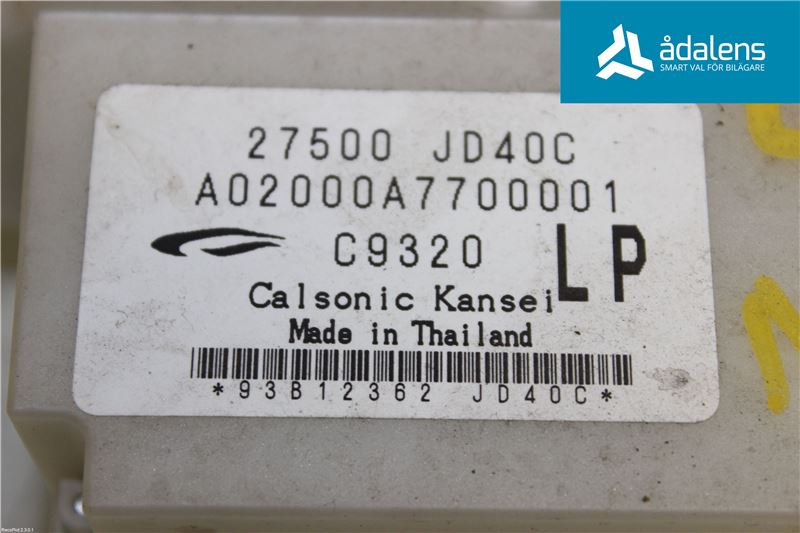 ådalens
SMART VAL FÖR BILÄGARE
27500 JD40C
A02000A7700001
C9320 LP
Calsonic Kansei
Made in Thailand
*93B12362 JD40C*